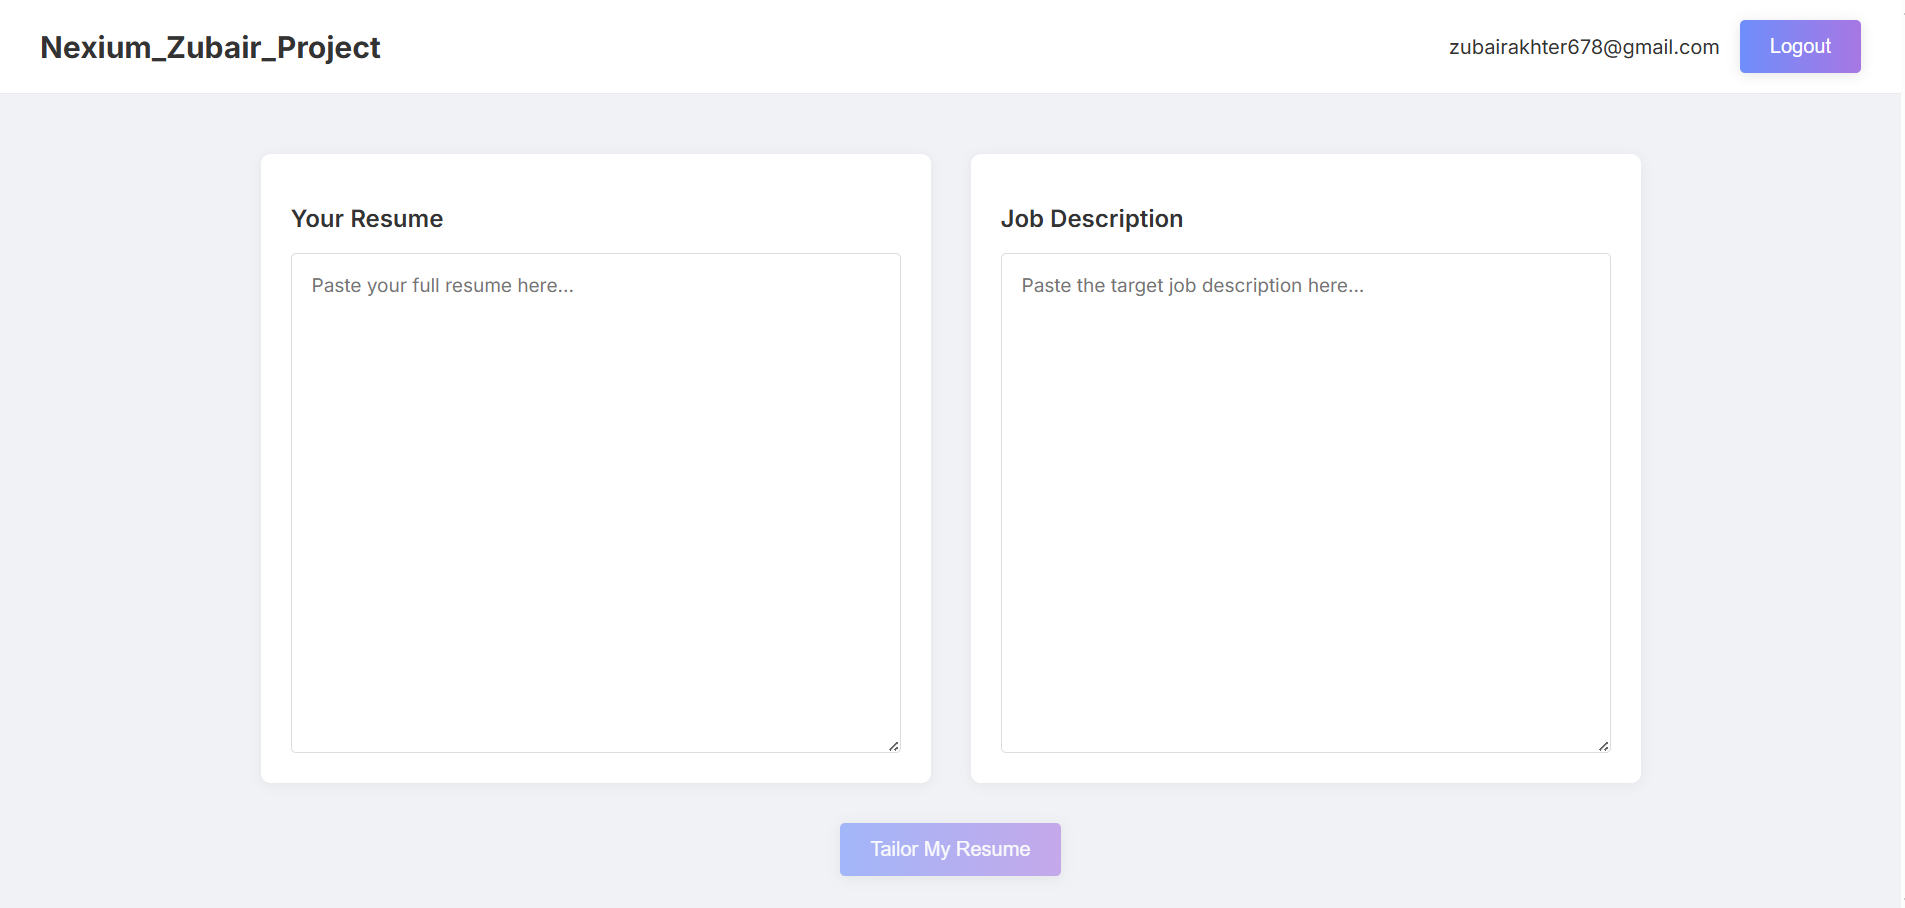 Nexium_Zubair_Project
zubairakhter678@gmail.com
Logout
Your Resume
Paste your full resume here...
Job Description
Paste the target job description here...
Tailor My Resume